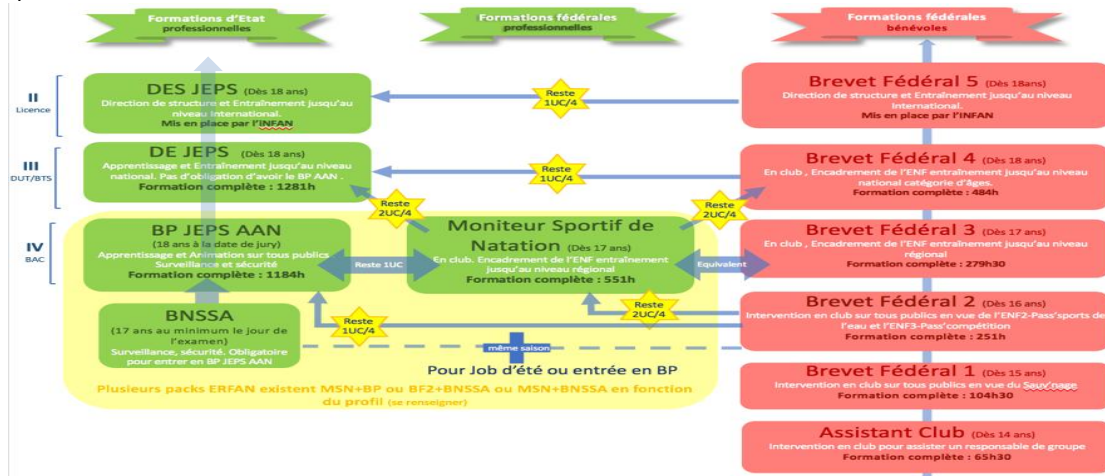 Formations d'Etat
professionnelles
Formations fédérales
professionnelles
Formations fédérales
bénévoles
II
Licence
DES JEPS (Dès 18 ans)
Direction de structure et Entraînement jusqu'au
niveau international.
Mis en place par l'INFAN
Reste
1UC/4
Brevet Fédéral 5 (Dès 18ans)
Direction de structure et Entraînement jusqu'au niveau
international.
Mis en place par l'INFAN
III
DUT/BTS
DE JEPS (Dès 18 ans)
Apprentissage et Entraînement jusqu'au niveau
national. Pas d'obligation d'avoir le BP AAN .
Formation complète : 1281h
Reste
1UC/4
Reste
2UC/4
Reste
2UC/4
Brevet Fédéral 4 (Dès 18 ans)
En club , Encadrement de l'ENF entraînement jusqu'au niveau
national catégorie d'âges.
Formation complète : 484h
IV
BAC
BP JEPS AAN
(18 ans à la date de jury)
Apprentissage et Animation sur tous publics
Surveillance et sécurité
Formation complète : 1184h
Reste 1UC
Moniteur Sportif de
Natation (Dès 17 ans)
En club. Encadrement de l'ENF entraînement
jusqu'au niveau régional
Formation complète : 551h
Equivalent
Brevet Fédéral 3 (Dès 17 ans)
En club , Encadrement de l'ENF entraînement jusqu'au niveau
régional
Formation complète : 279h30
BNSSA
(17 ans au minimum le jour de
l'examen)
Surveillance, sécurité. Obligatoire
pour entrer en BP JEPS AAN
Reste
1UC/4
Reste
2UC/4
même saison
Pour Job d'été ou entrée en BP
Brevet Fédéral 2 (Dès 16 ans)
Intervention en club sur tous publics en vue de l'ENF2-Pass'sports de
l'eau et l'ENF3-Pass'compétition
Formation complète : 251h
Plusieurs packs ERFAN existent MSN+BP ou BF2+BNSSA ou MSN+BNSSA en fonction
du profil (se renseigner)
Brevet Fédéral 1 (Dès 15 ans)
Intervention en club sur tous publics en vue du Sauv'nage
Formation complète : 104h30
Assistant Club (Dès 14 ans)
Intervention en club pour assister un responsable de groupe
Formation complète : 65h30